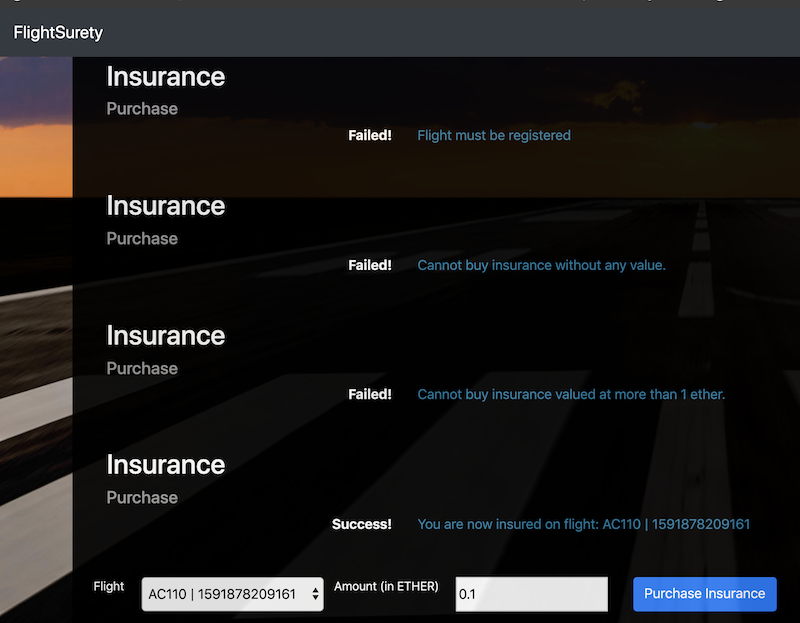 FlightSurety
Insurance
Purchase
Failed! Flight must be registered
Insurance
Purchase
Failed! Cannot buy insurance without any value.
Insurance
Purchase
Failed! Cannot buy insurance valued at more than 1 ether.
Insurance
Purchase
Success! You are now insured on flight: AC110 | 1591878209161
Flight AC110 | 1591878209161 Amount (in ETHER) 0.1 Purchase Insurance